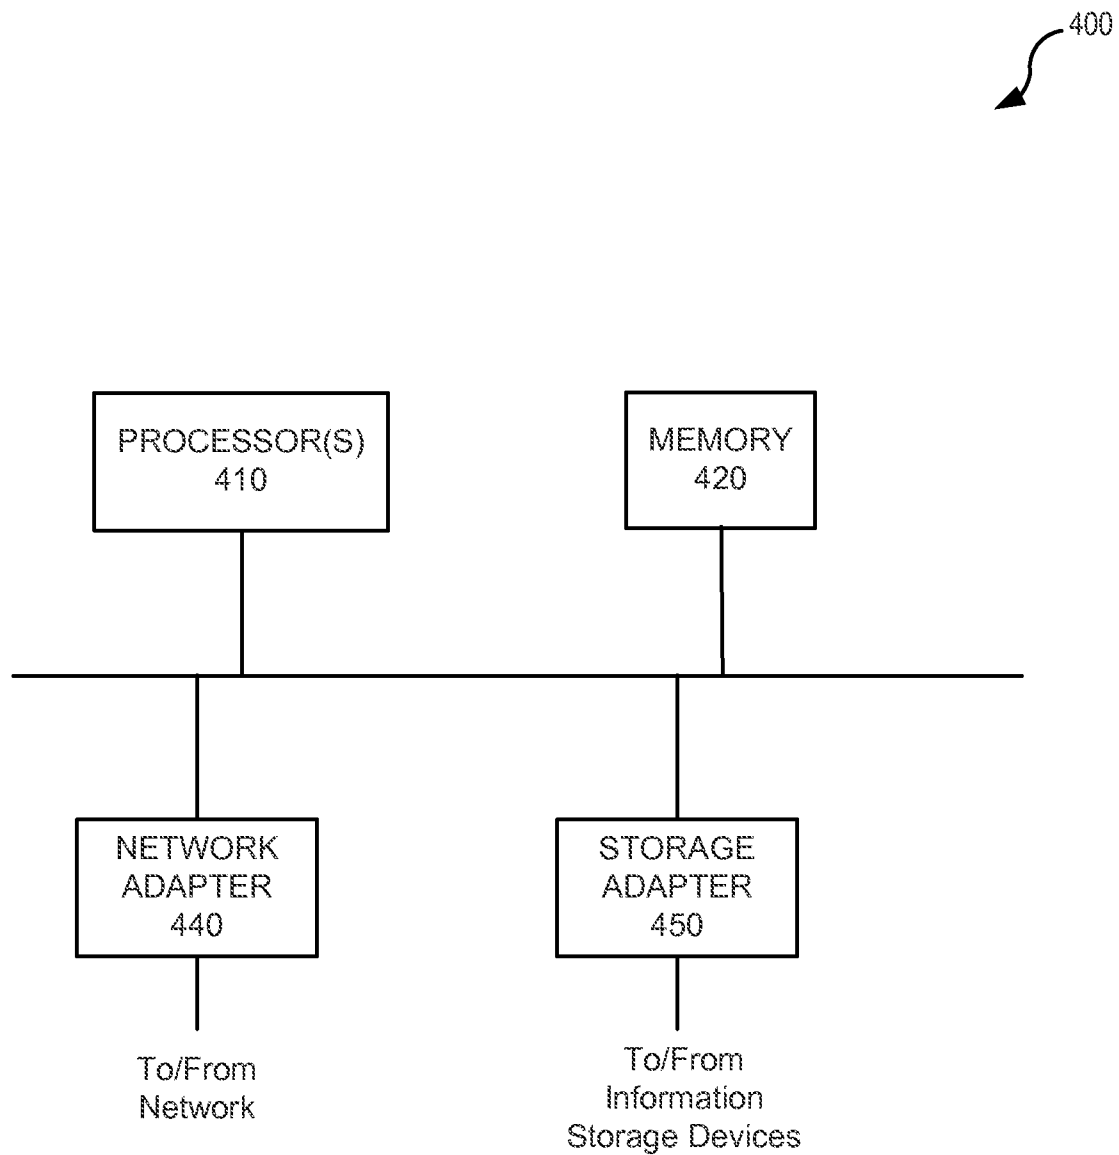 400
PROCESSOR(S)
410
MEMORY
420
NETWORK
ADAPTER
440
STORAGE
ADAPTER
450
To/From
Network
To/From
Information
Storage Devices